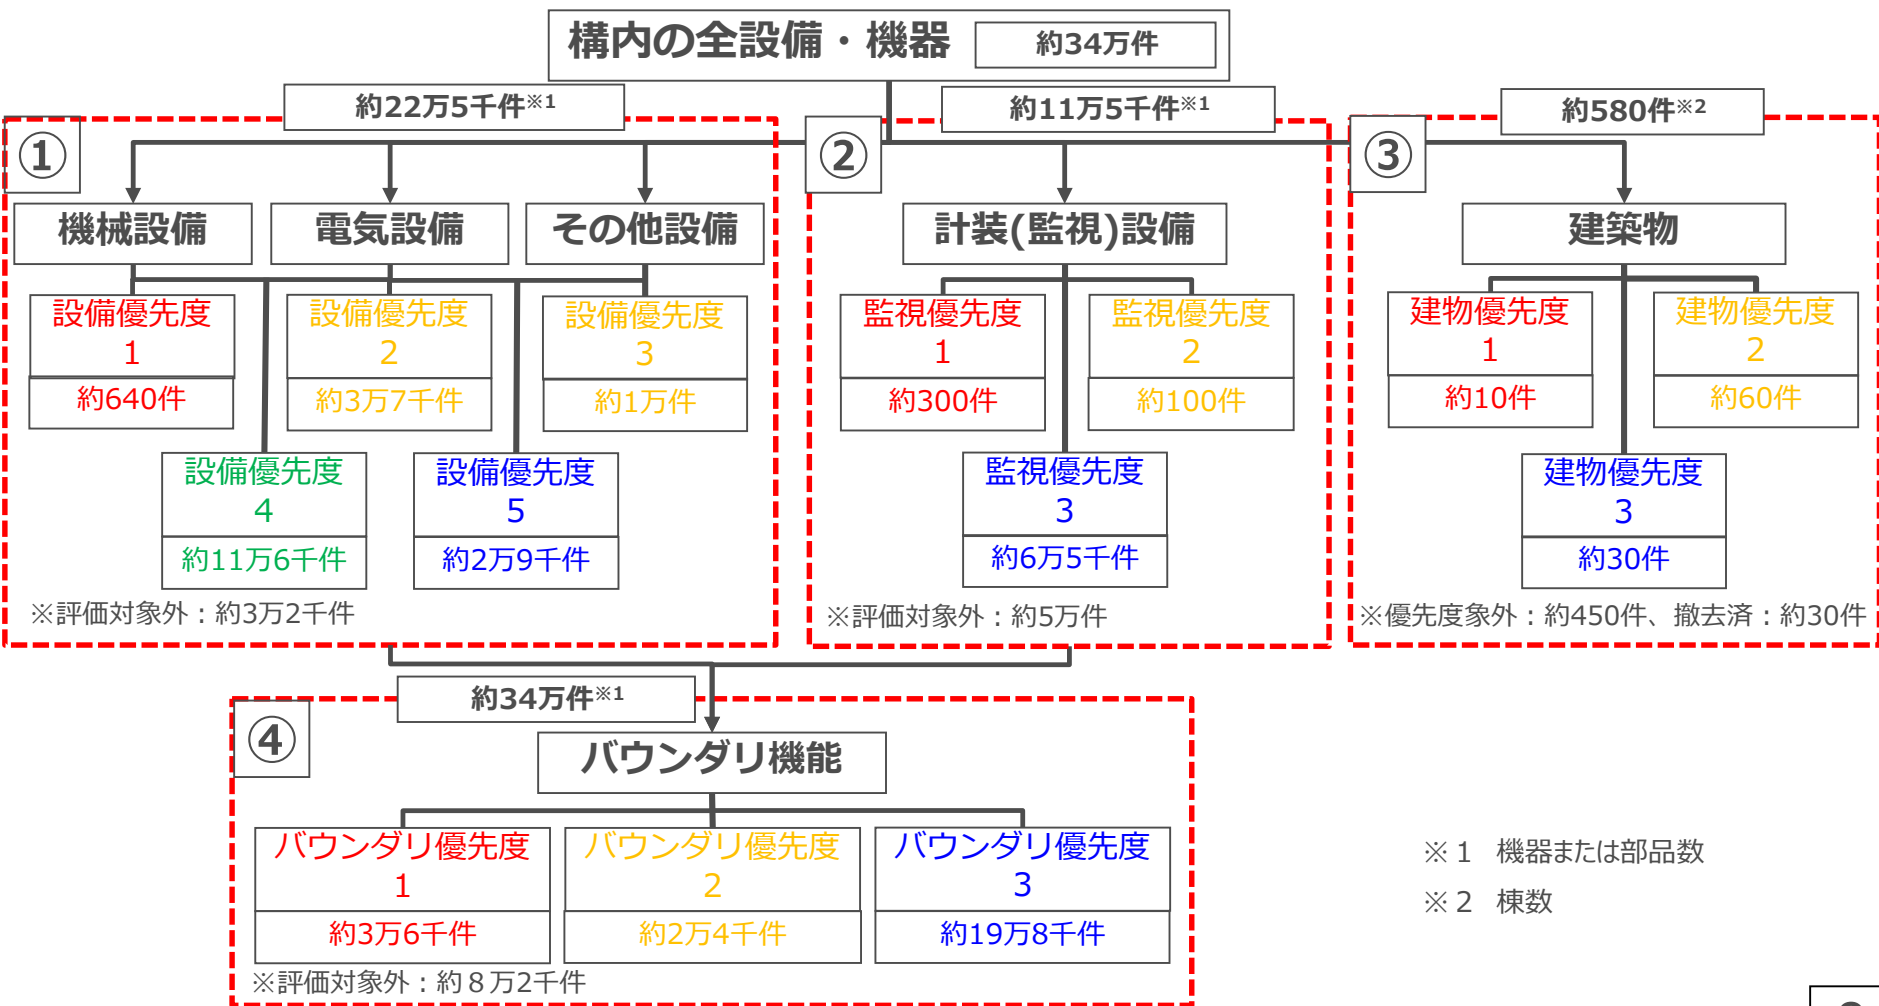 構内の全設備・機器 約34万件
約22万5千件※1
約11万5千件※1
約580件※2
①
②
③
機械設備
電気設備
その他設備
計装(監視)設備
建築物
設備優先度
1
約640件
設備優先度
2
約3万7千件
設備優先度
3
約1万件
設備優先度
4
約11万6千件
設備優先度
5
約2万9千件
※評価対象外：約3万2千件
監視優先度
1
約300件
監視優先度
2
約100件
監視優先度
3
約6万5千件
※評価対象外：約5万件
建物優先度
1
約10件
建物優先度
2
約60件
建物優先度
3
約30件
※優先度象外：約450件、撤去済：約30件
約34万件※1
④
バウンダリ機能
バウンダリ優先度
1
約3万6千件
バウンダリ優先度
2
約2万4千件
バウンダリ優先度
3
約19万8千件
※評価対象外：約８万2千件
※１ 機器または部品数
※２ 棟数